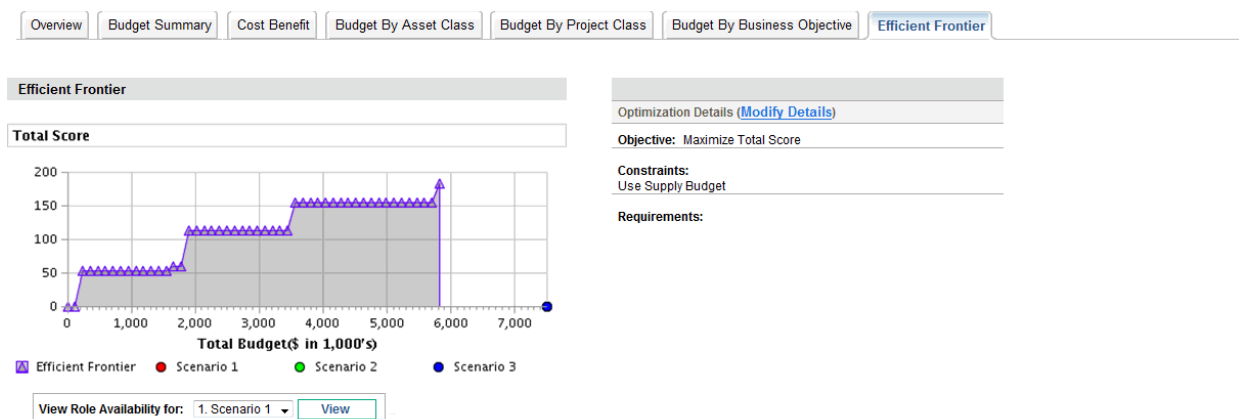 Overview Budget Summary Cost Benefit Budget By Asset Class Budget By Project Class Budget By Business Objective Efficient Frontier
Efficient Frontier
Total Score
200
150
100
50
0
0 1,000 2,000 3,000 4,000 5,000 6,000 7,000
Total Budget($ in 1,000's)
Efficient Frontier Scenario 1 Scenario 2 Scenario 3
View Role Availability for: 1. Scenario 1 View
Optimization Details (Modify Details)
Objective: Maximize Total Score
Constraints:
Use Supply Budget
Requirements: